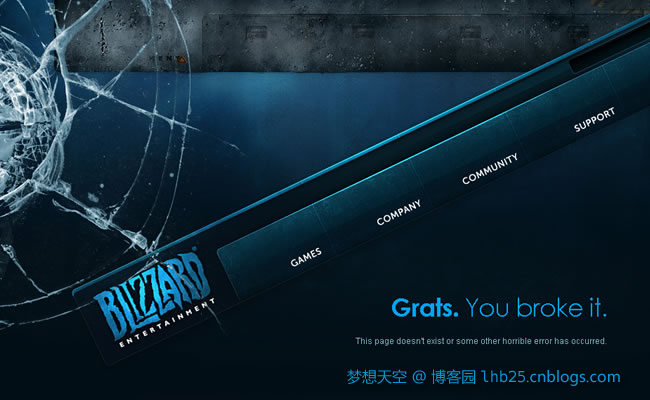 SUPPORT
COMMUNITY
COMPANY
GAMES
BLIZZARD
ENTERTAINMENT
Grats. You broke it.
This page doesn't exist or some other horrible error has occurred.
梦想天空 @ 博客园 lhb25.cnblogs.com